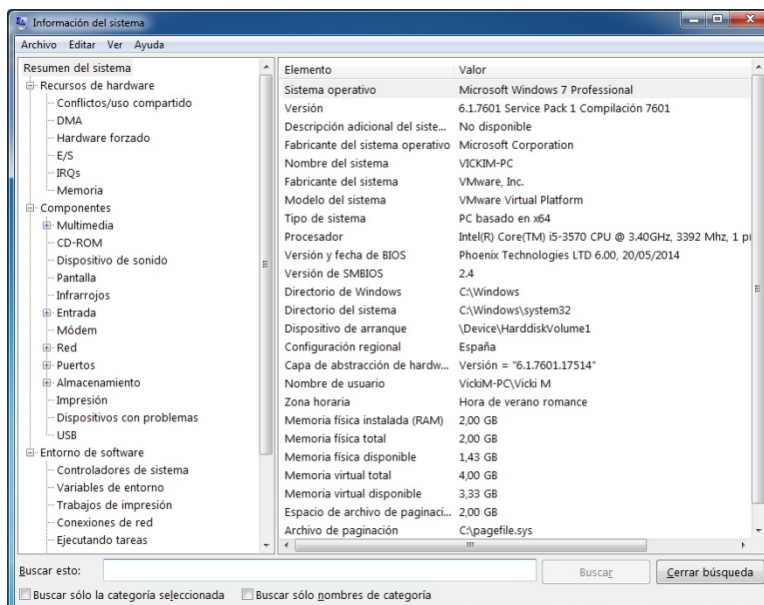 Información del sistema
Archivo Editar Ver Ayuda
Resumen del sistema
Recursos de hardware
Conflictos/uso compartido
DMA
Hardware forzado
E/S
IRQs
Memoria
Componentes
Multimedia
CD-ROM
Dispositivo de sonido
Pantalla
Infrarrojos
Entrada
Módem
Red
Puertos
Almacenamiento
Impresión
Dispositivos con problemas
USB
Entorno de software
Controladores de sistema
Variables de entorno
Trabajos de impresión
Conexiones de red
Ejecutando tareas
Elemento Valor
Sistema operativo Microsoft Windows 7 Professional
Versión 6.1.7601 Service Pack 1 Compilación 7601
Descripción adicional del siste... No disponible
Fabricante del sistema operativo Microsoft Corporation
Nombre del sistema VICKIM-PC
Fabricante del sistema VMware, Inc.
Modelo del sistema VMware Virtual Platform
Tipo de sistema PC basado en x64
Procesador Intel(R) Core(TM) i5-3570 CPU @ 3.40GHz, 3392 Mhz, 1 pr
Versión y fecha de BIOS Phoenix Technologies LTD 6.00, 20/05/2014
Versión de SMBIOS 2.4
Directorio de Windows C:\Windows
Directorio del sistema C:\Windows\system32
Dispositivo de arranque \Device\HarddiskVolume1
Configuración regional España
Capa de abstracción de hardw... Versión = "6.1.7601.17514"
Nombre de usuario VickiM-PC\Vicki M
Zona horaria Hora de verano romance
Memoria física instalada (RAM) 2,00 GB
Memoria física total 2,00 GB
Memoria física disponible 1,43 GB
Memoria virtual total 4,00 GB
Memoria virtual disponible 3,33 GB
Espacio de archivo de paginaci... 2,00 GB
Archivo de paginación C:\pagefile.sys
Buscar esto: Buscar Cerrar búsqueda
Buscar sólo la categoría seleccionada Buscar sólo nombres de categoría